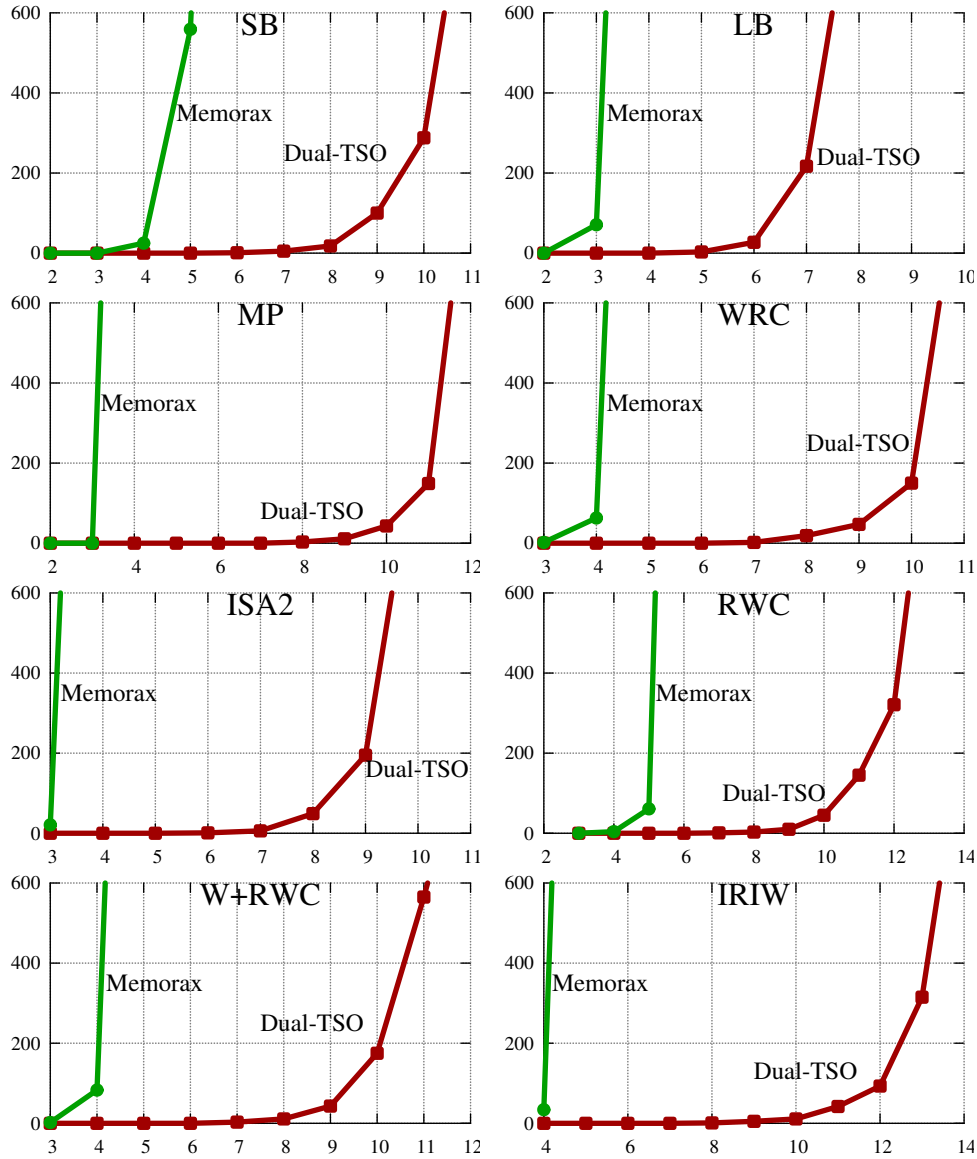 SB
600
400
200
0
Memorax
Dual-TSO
2 3 4 5 6 7 8 9 10 11
LB
600
400
200
0
Memorax
Dual-TSO
2 3 4 5 6 7 8 9 10
MP
600
400
200
0
Memorax
Dual-TSO
2 4 6 8 10 12
WRC
600
400
200
0
Memorax
Dual-TSO
3 4 5 6 7 8 9 10 11
ISA2
600
400
200
0
Memorax
Dual-TSO
3 4 5 6 7 8 9 10 11
RWC
600
400
200
0
Memorax
Dual-TSO
2 4 6 8 10 12 14
W+RWC
600
400
200
0
Memorax
Dual-TSO
3 4 5 6 7 8 9 10 11 12
IRIW
600
400
200
0
Memorax
Dual-TSO
4 6 8 10 12 14